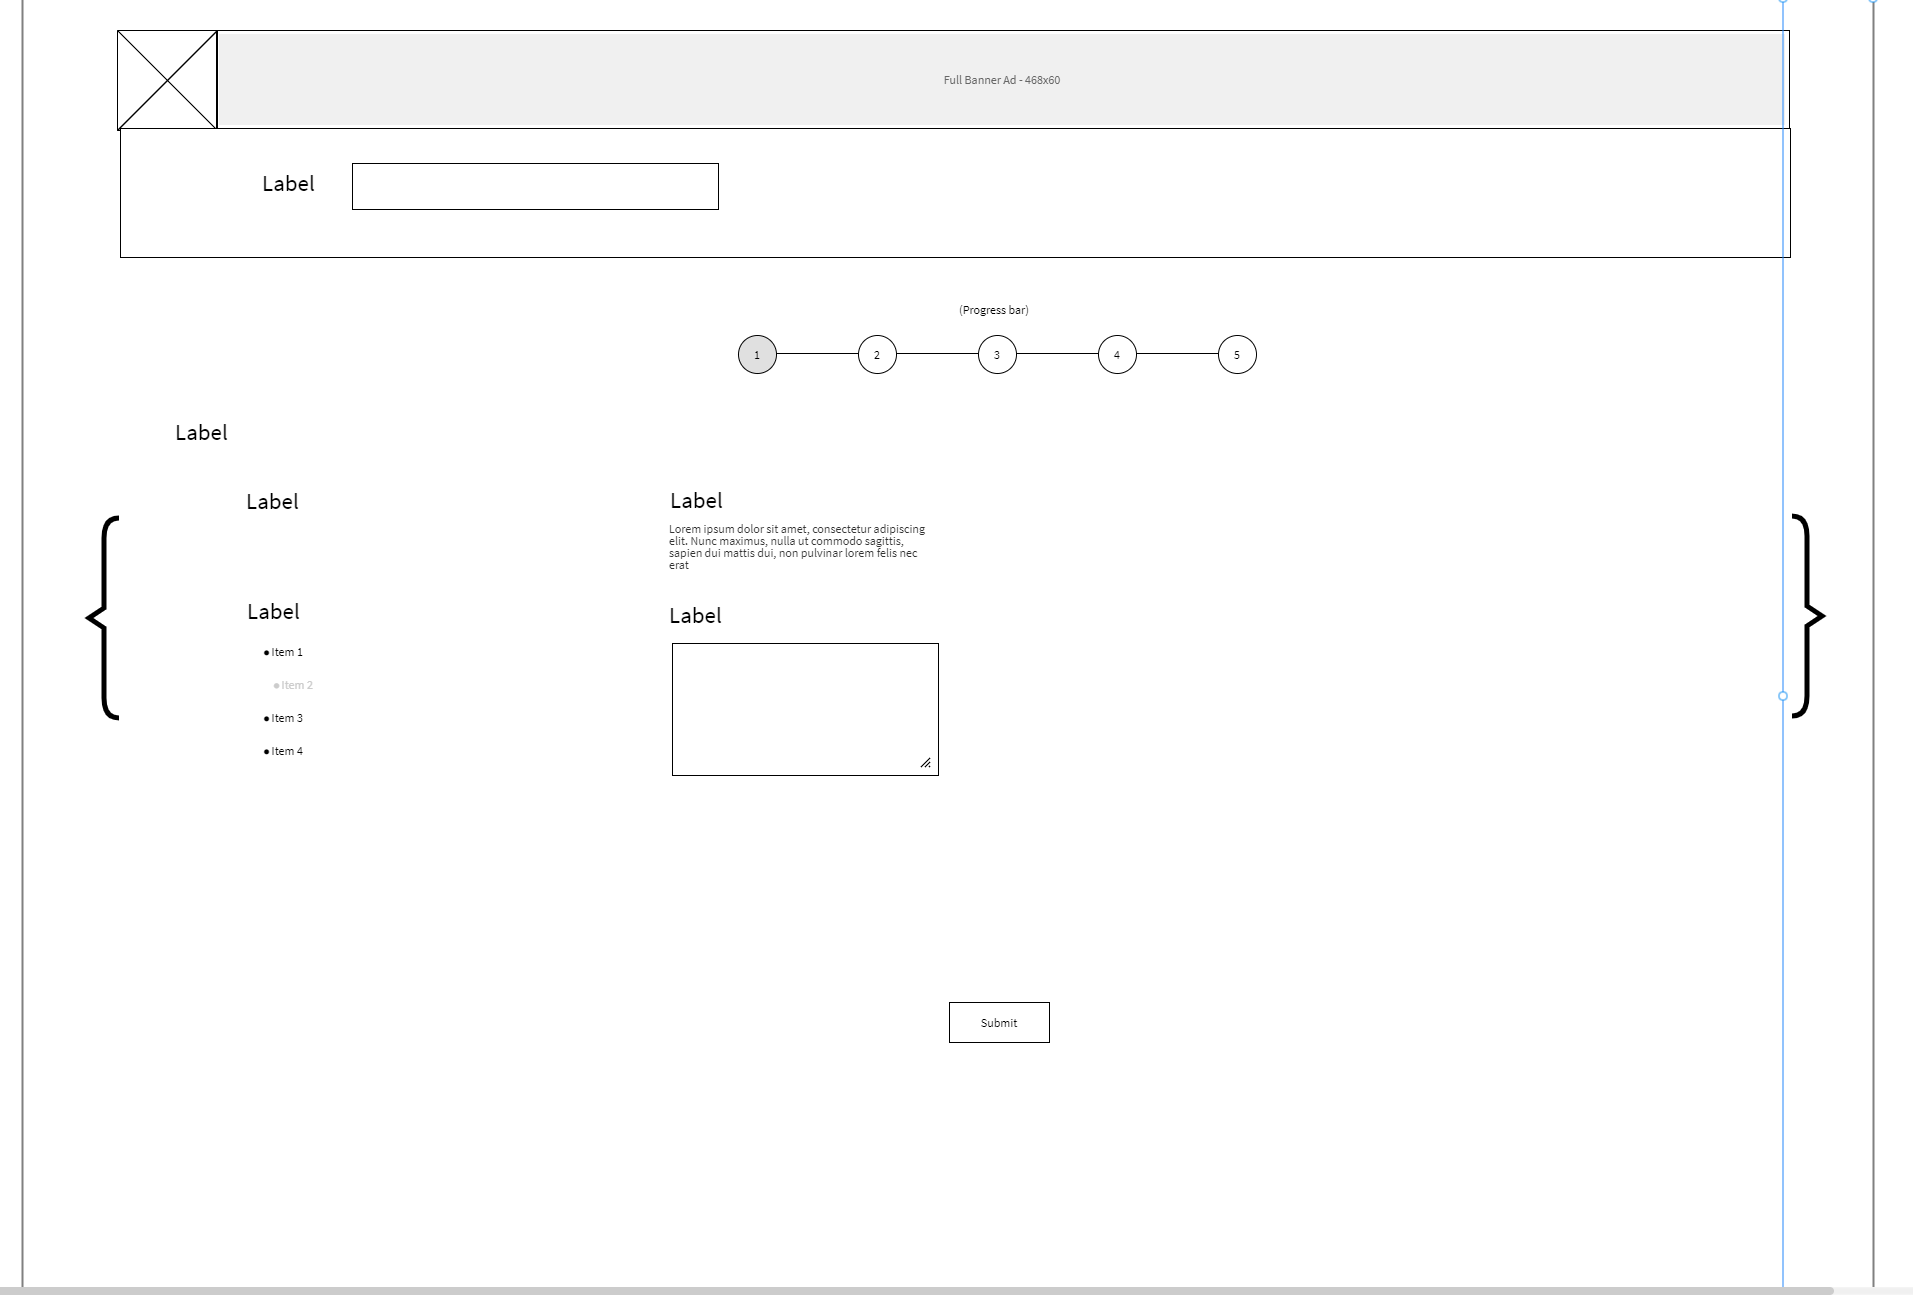 Full Banner Ad - 468x60
Label
(Progress bar)
1
2
3
4
5
Label
Label
Label
● Item 1
● Item 2
● Item 3
● Item 4
Label
Lorem ipsum dolor sit amet, consectetur adipiscing
elit. Nunc maximus, nulla ut commodo sagittis,
sapien dui mattis dui, non pulvinar lorem felis nec
erat
Label
Submit